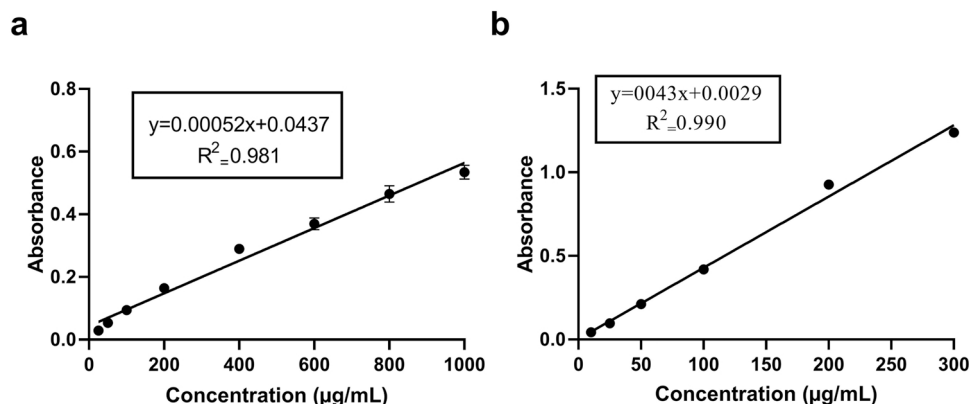 a
b
y=0.00052x+0.0437
R²=0.981
Absorbance
0.8
0.6
0.4
0.2
0.0
0 200 400 600 800 1000
Concentration (µg/mL)
y=0043x+0.0029
R²=0.990
Absorbance
1.5
1.0
0.5
0.0
0 50 100 150 200 250 300
Concentration (µg/mL)